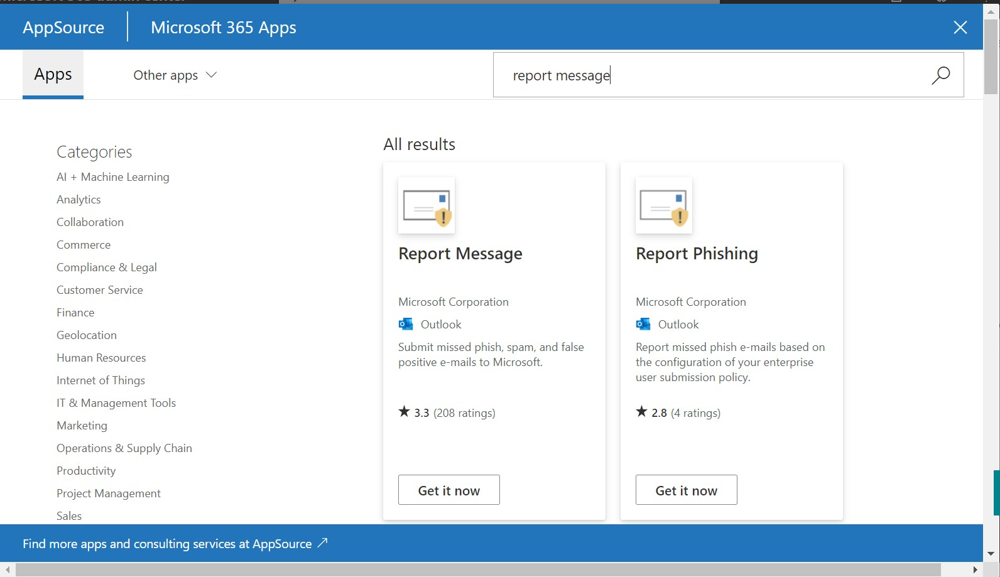 AppSource
Microsoft 365 Apps
Apps
Other apps
report message
Categories
AI + Machine Learning
Analytics
Collaboration
Commerce
Compliance & Legal
Customer Service
Finance
Geolocation
Human Resources
Internet of Things
IT & Management Tools
Marketing
Operations & Supply Chain
Productivity
Project Management
Sales
All results
Report Message
Microsoft Corporation
Outlook
Submit missed phish, spam, and false
positive e-mails to Microsoft.
★ 3.3 (208 ratings)
Get it now
Report Phishing
Microsoft Corporation
Outlook
Report missed phish e-mails based on
the configuration of your enterprise
user submission policy.
★ 2.8 (4 ratings)
Get it now
Find more apps and consulting services at AppSource